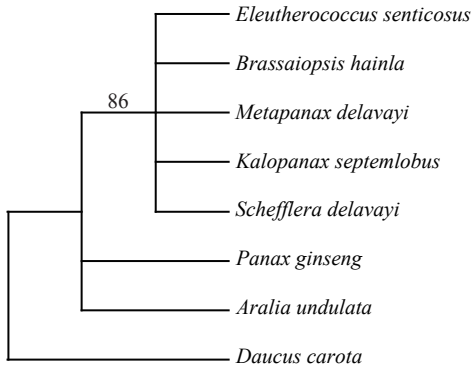 Eleutherococcus senticosus
Brassaiopsis hainla
86
Metapanax delavayi
Kalopanax septemlobus
Schefflera delavayi
Panax ginseng
Aralia undulata
Daucus carota